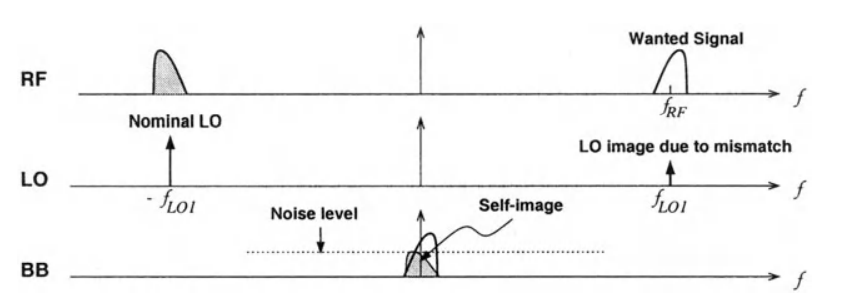 Wanted Signal
RF
f_RF
f
Nominal LO
LO image due to mismatch
LO
- f_LO1
f_LO1
f
Noise level
Self-image
BB
f